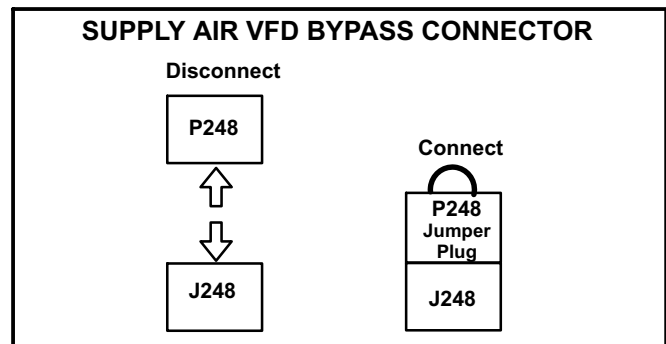 SUPPLY AIR VFD BYPASS CONNECTOR
Disconnect
P248
J248
Connect
P248
Jumper
Plug
J248